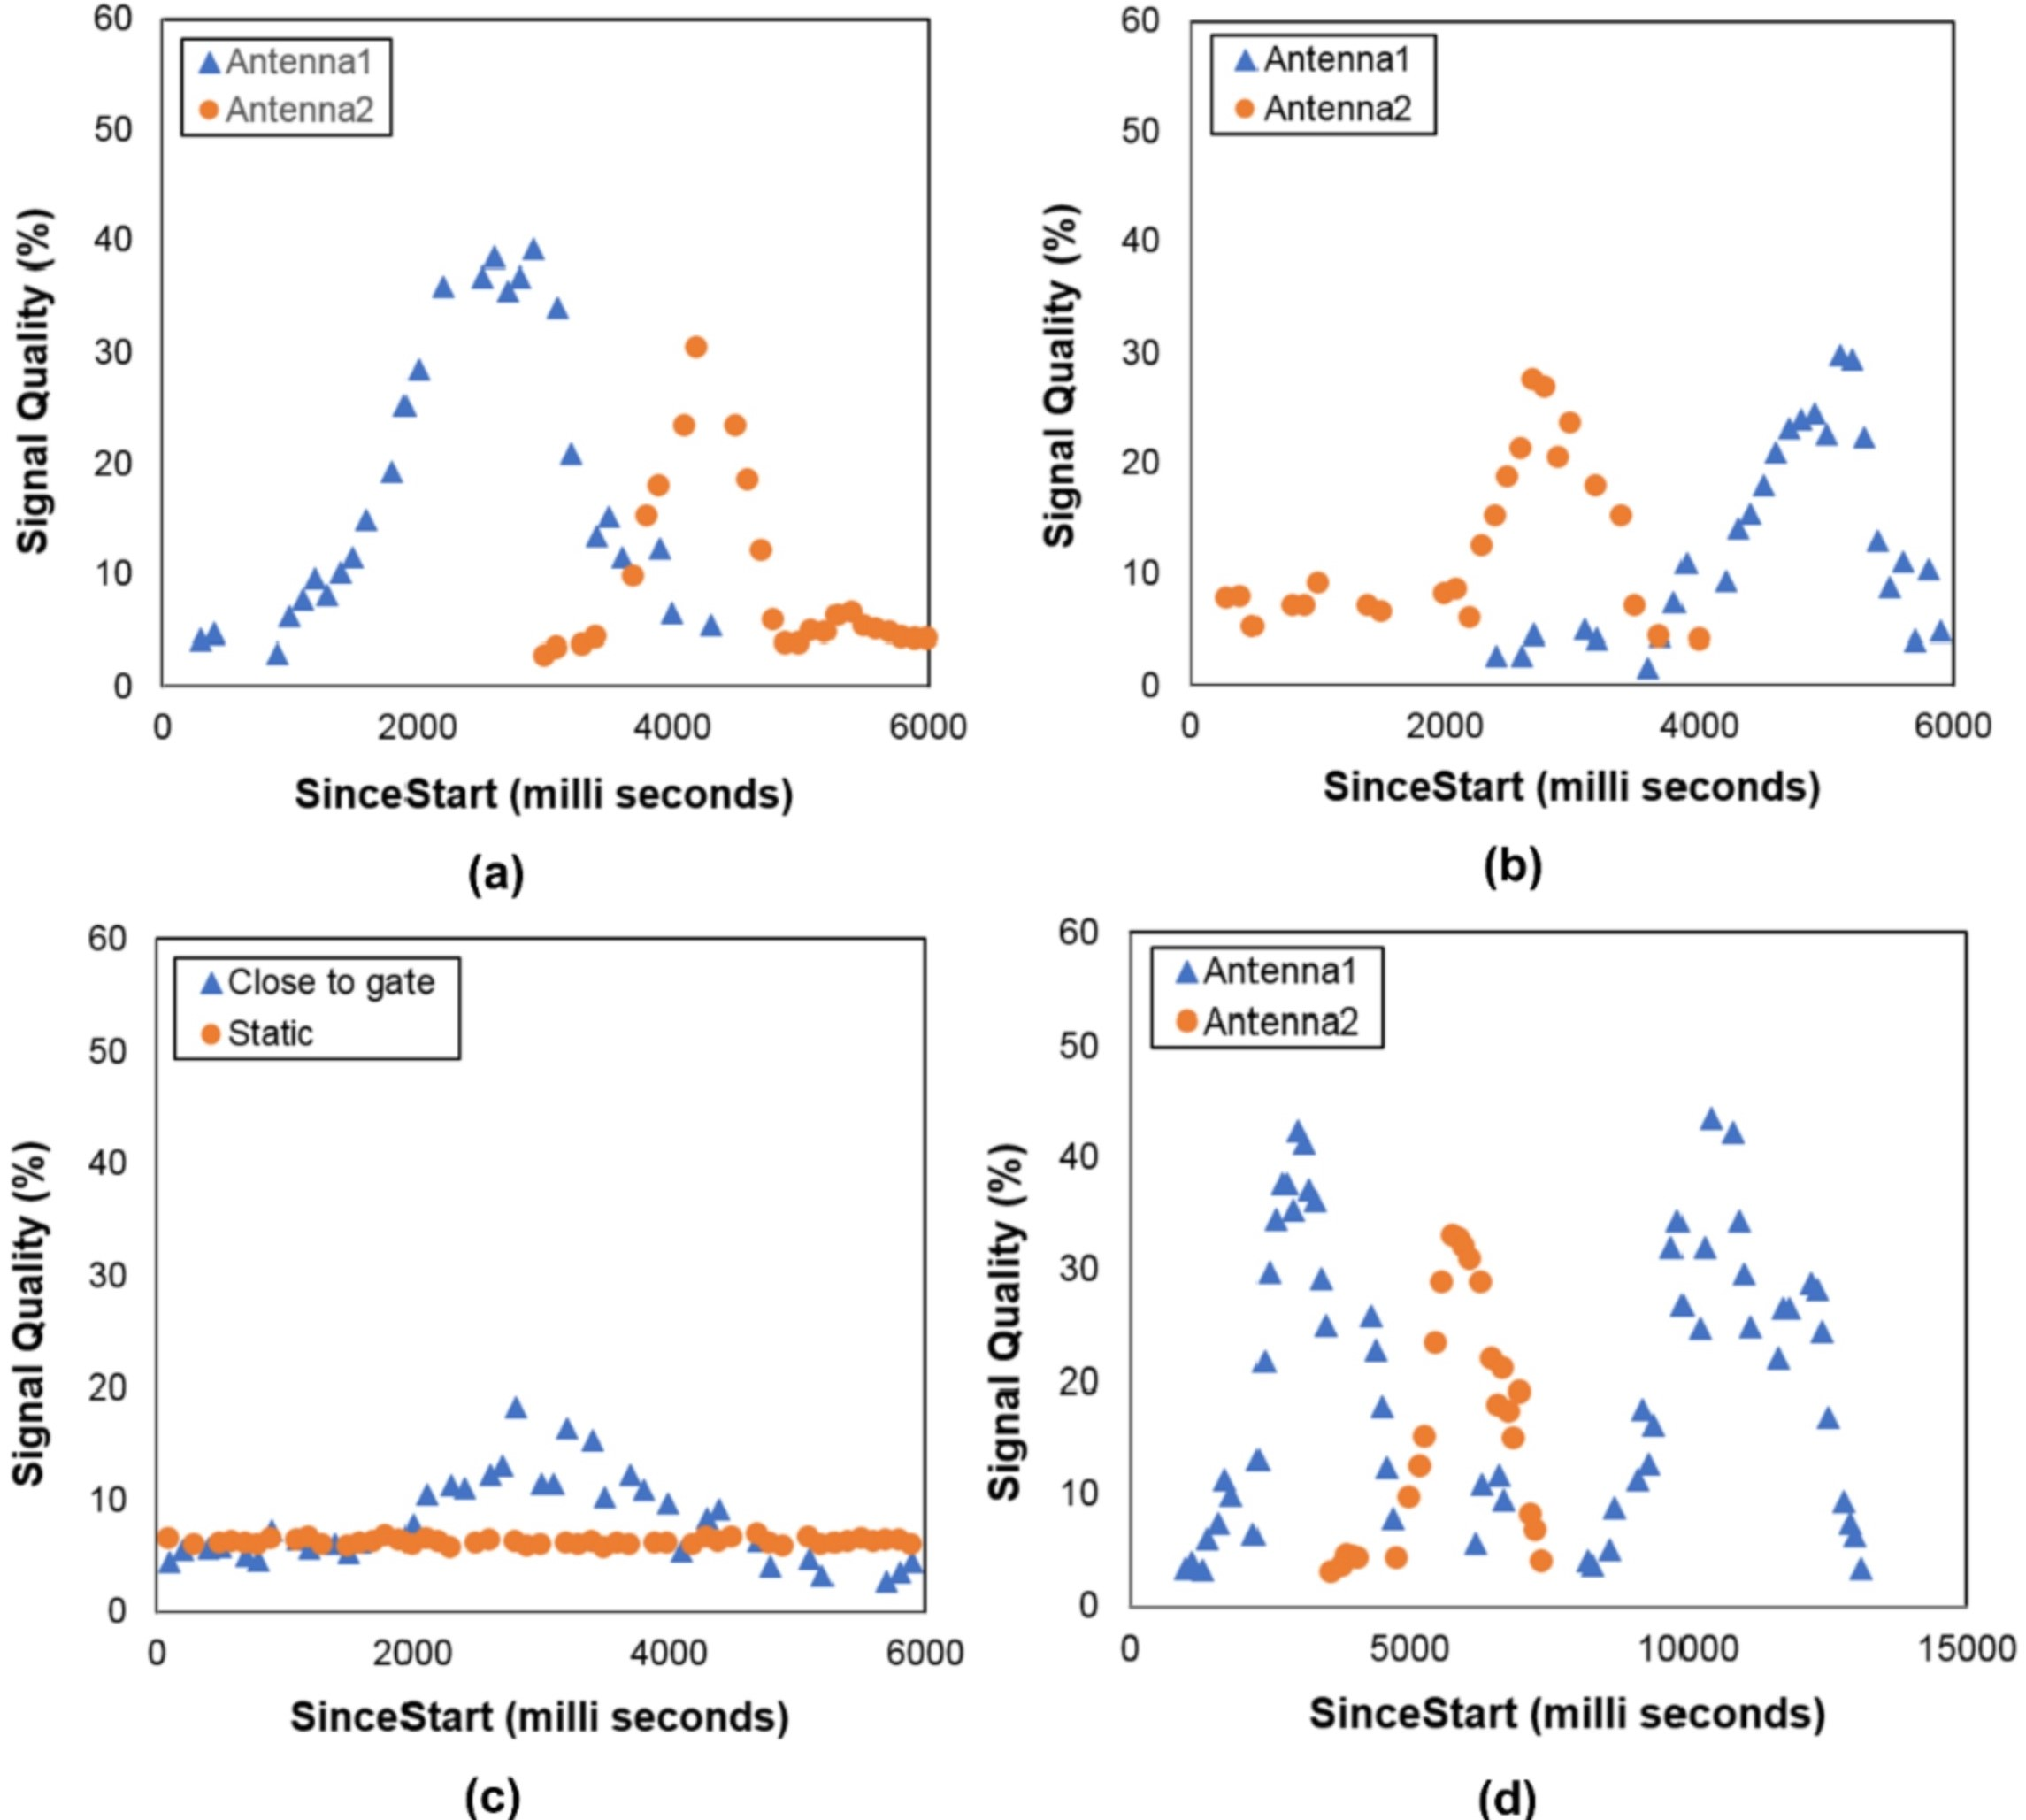 60
50
40
30
20
10
0
Signal Quality (%)
Antenna1
Antenna2
0 2000 4000 6000
SinceStart (milli seconds)
(a)
60
50
40
30
20
10
0
Signal Quality (%)
Antenna1
Antenna2
0 2000 4000 6000
SinceStart (milli seconds)
(b)
60
50
40
30
20
10
0
Signal Quality (%)
Close to gate
Static
0 2000 4000 6000
SinceStart (milli seconds)
(c)
60
50
40
30
20
10
0
Signal Quality (%)
Antenna1
Antenna2
0 5000 10000 15000
SinceStart (milli seconds)
(d)